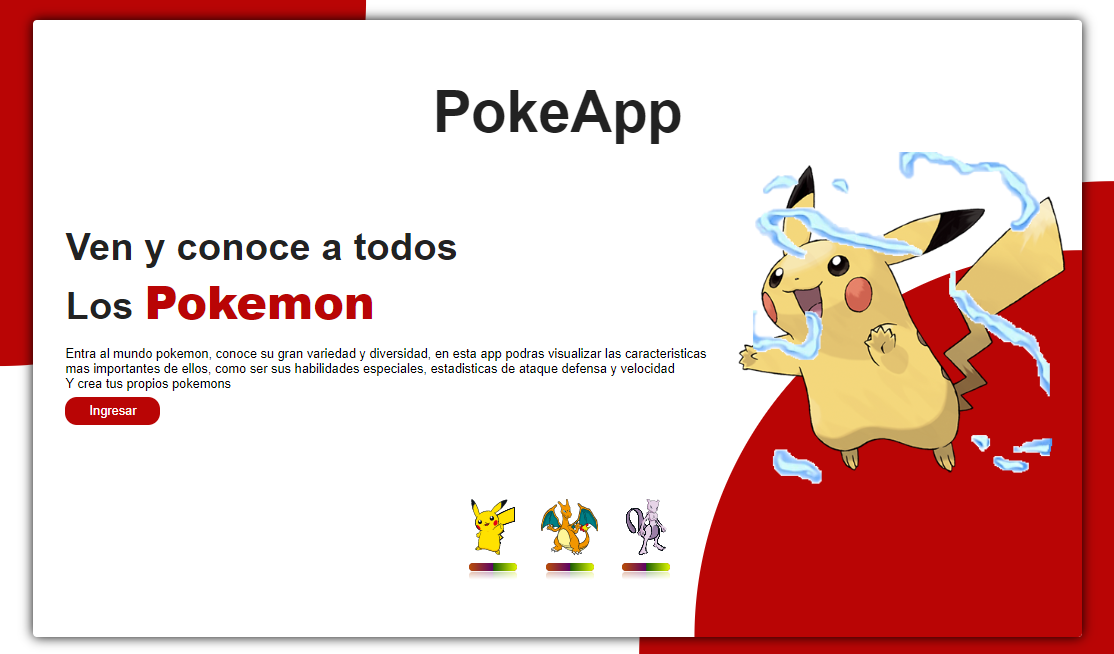 PokeApp
Ven y conoce a todos
Los Pokemon
Entra al mundo pokemon, conoce su gran variedad y diversidad, en esta app podras visualizar las caracteristicas
mas importantes de ellos, como ser sus habilidades especiales, estadisticas de ataque defensa y velocidad
Y crea tus propios pokemons
Ingresar